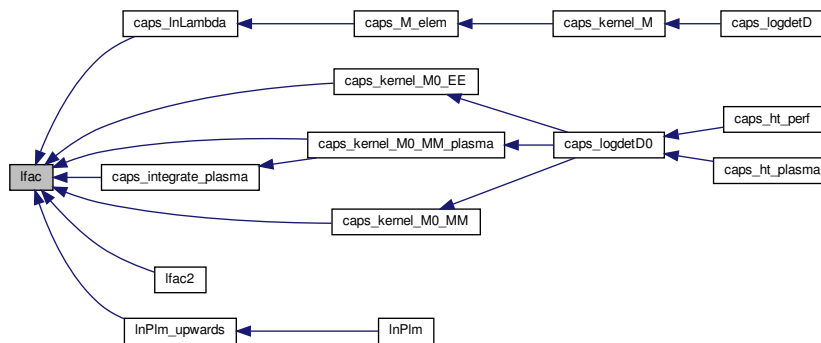 caps_lnLambda
caps_M_elem
caps_kernel_M
caps_logdetD
caps_kernel_M0_EE
caps_ht_perf
caps_kernel_M0_MM_plasma
caps_logdetD0
caps_ht_plasma
lfac
caps_integrate_plasma
caps_kernel_M0_MM
lfac2
lnPlm_upwards
lnPlm